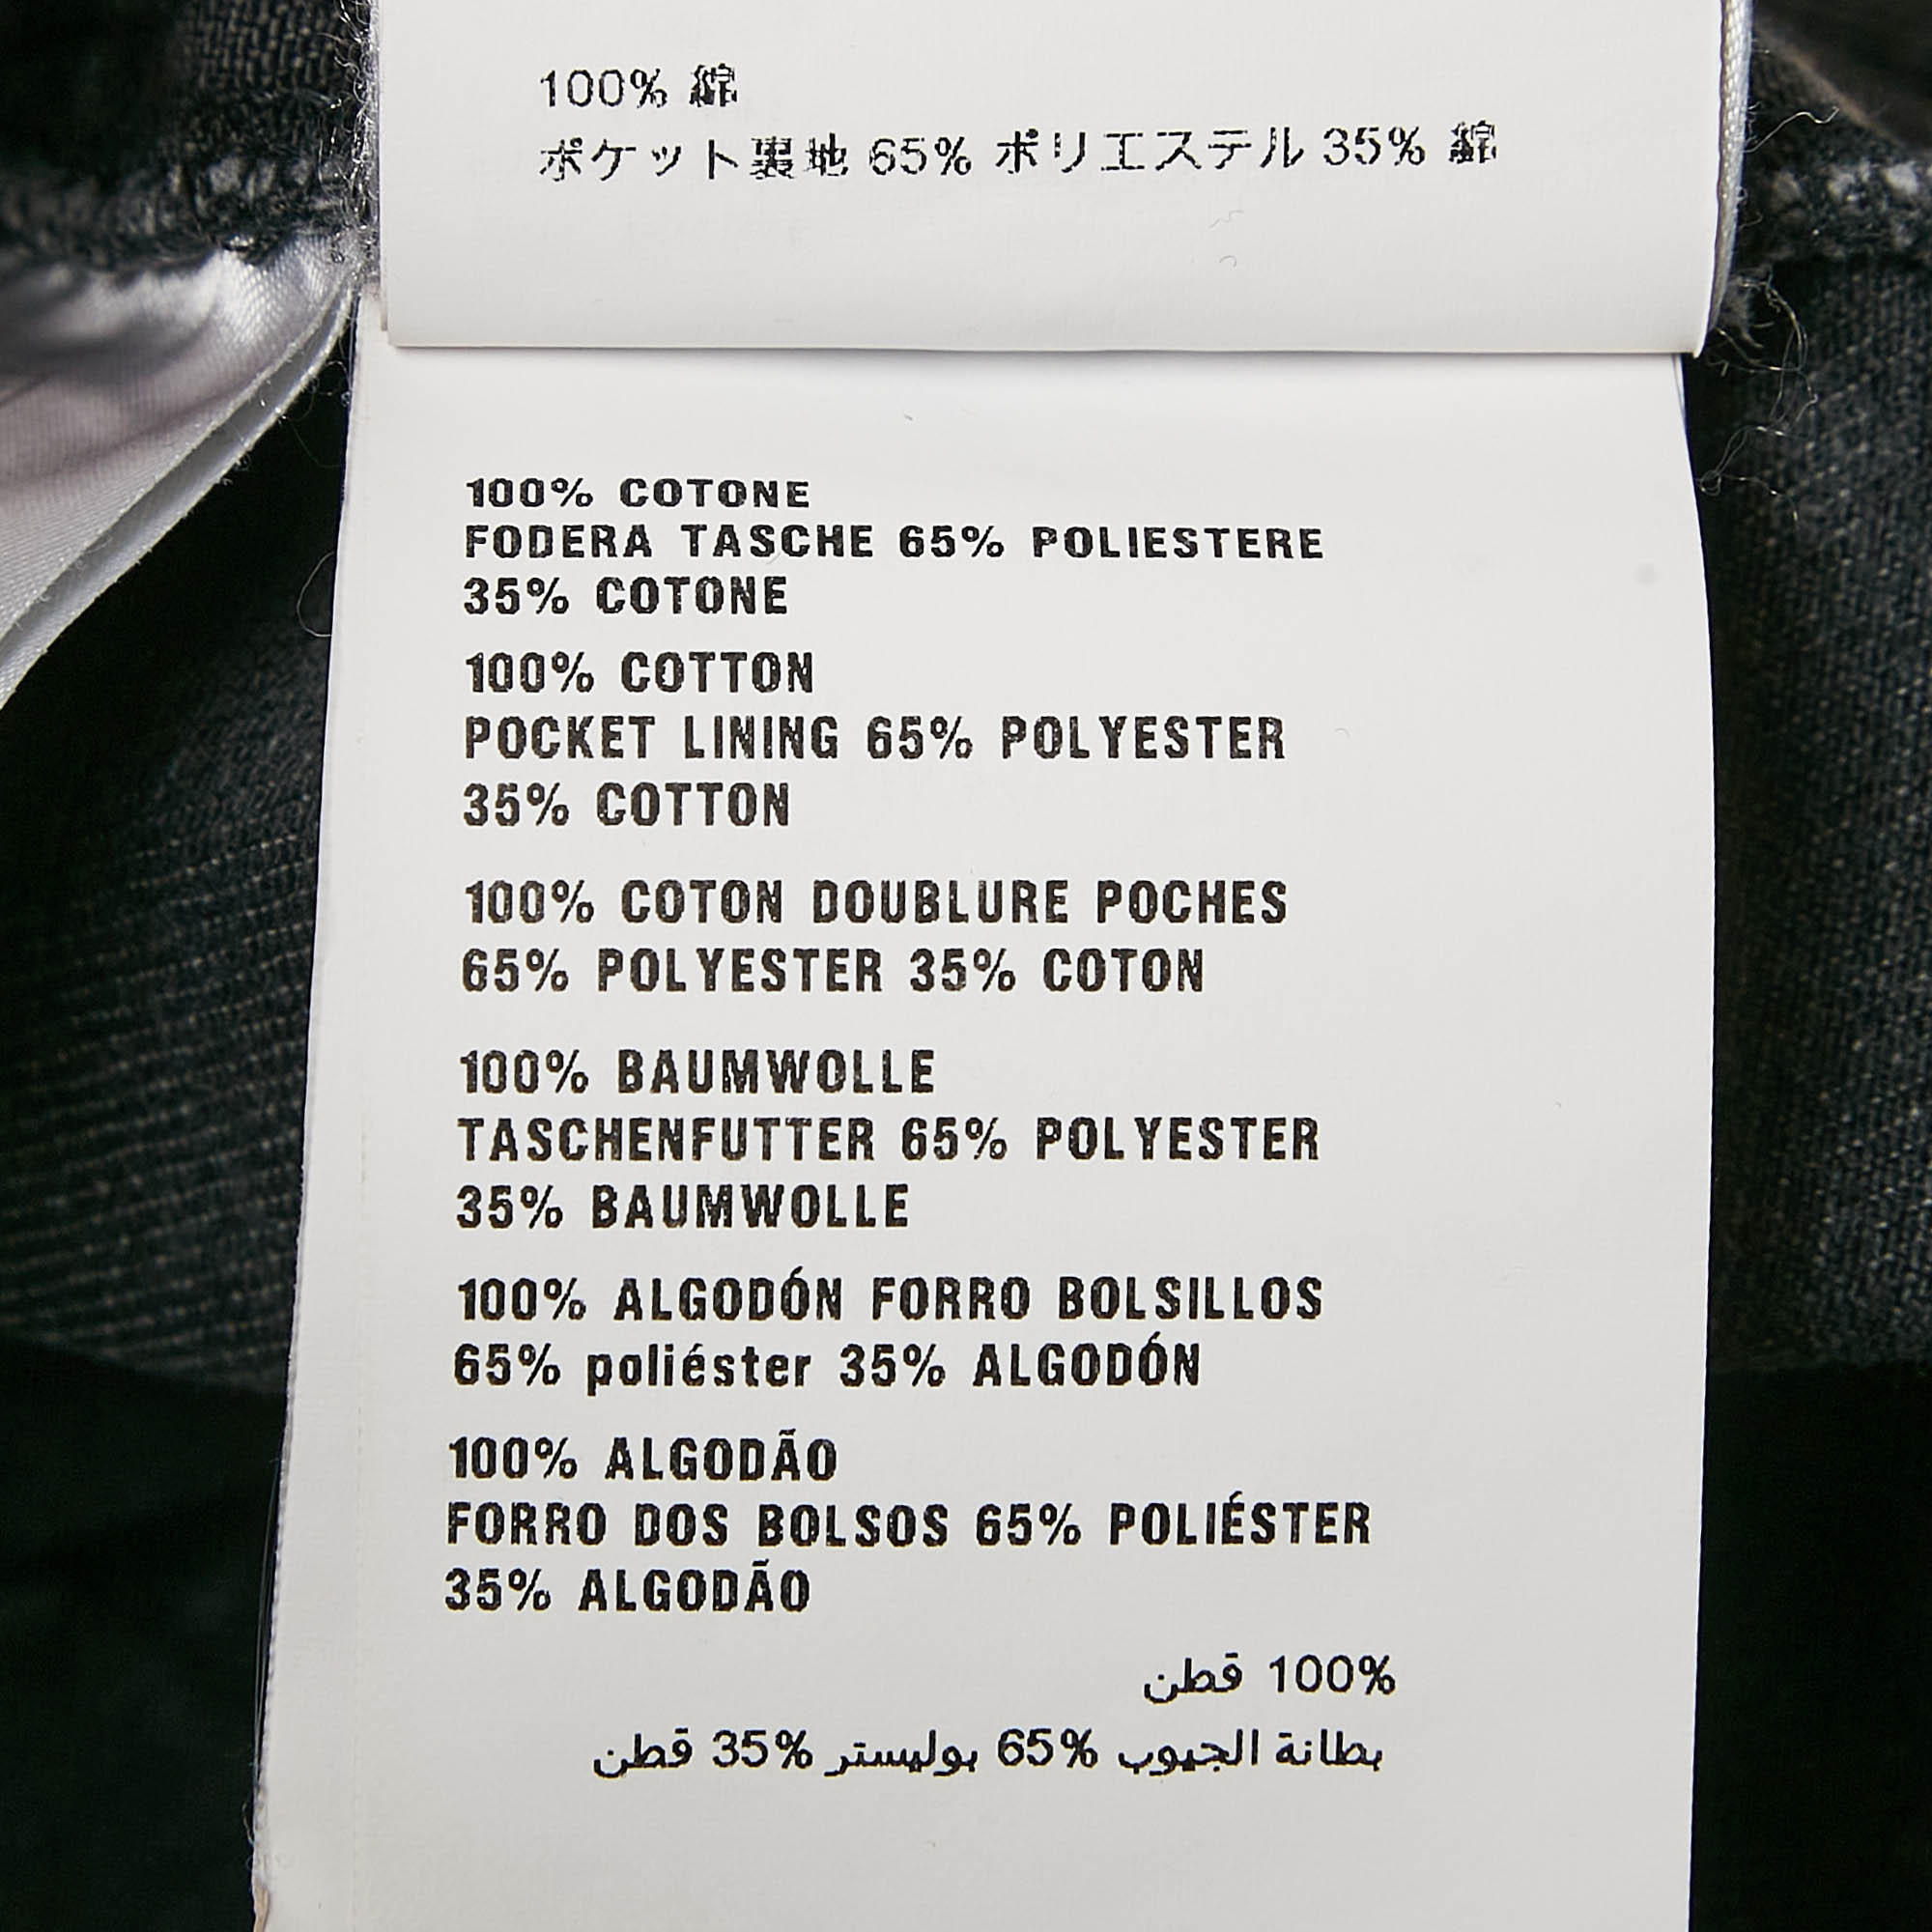 100% 綿
ポケット裏地 65% ポリエステル 35% 綿
100% COTONE
FODERA TASCHE 65% POLIESTERE
35% COTONE
100% COTTON
POCKET LINING 65% POLYESTER
35% COTTON
100% COTON DOUBLURE POCHES
65% POLYESTER 35% COTON
100% BAUMWOLLE
TASCHENFUTTER 65% POLYESTER
35% BAUMWOLLE
100% ALGODÓN FORRO BOLSILLOS
65% poliéster 35% ALGODÓN
100% ALGODÃO
FORRO DOS BOLSOS 65% POLIÉSTER
35% ALGODÃO
100% قطن
بطانة الجيوب 65% بوليستر 35% قطن